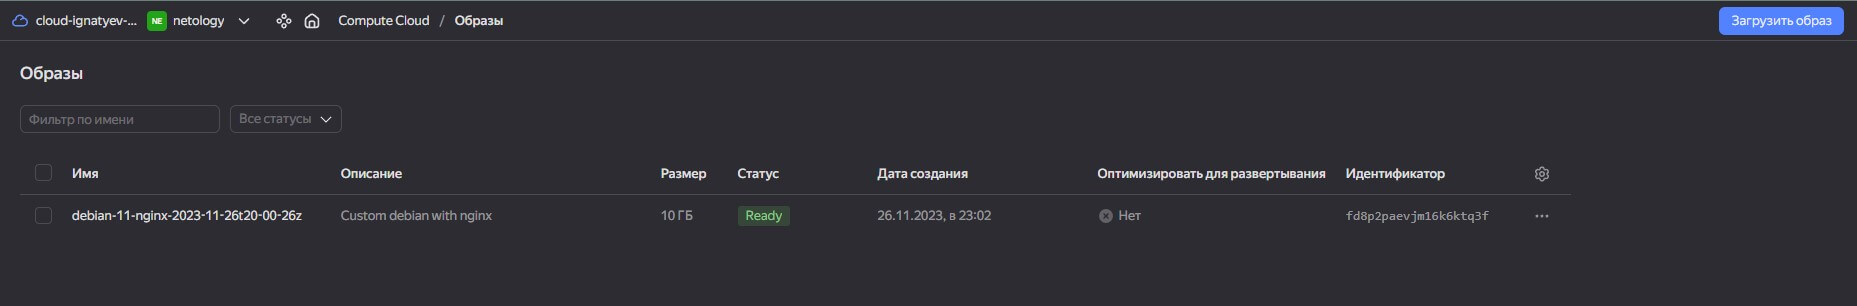 cloud-ignatyev-... NE netology Compute Cloud / Образы Загрузить образ
Образы
Фильтр по имени Все статусы
Имя Описание Размер Статус Дата создания Оптимизировать для развертывания Идентификатор
debian-11-nginx-2023-11-26t20-00-26z Custom debian with nginx 10 ГБ Ready 26.11.2023, в 23:02 Нет fd8p2paevjm16k6ktq3f